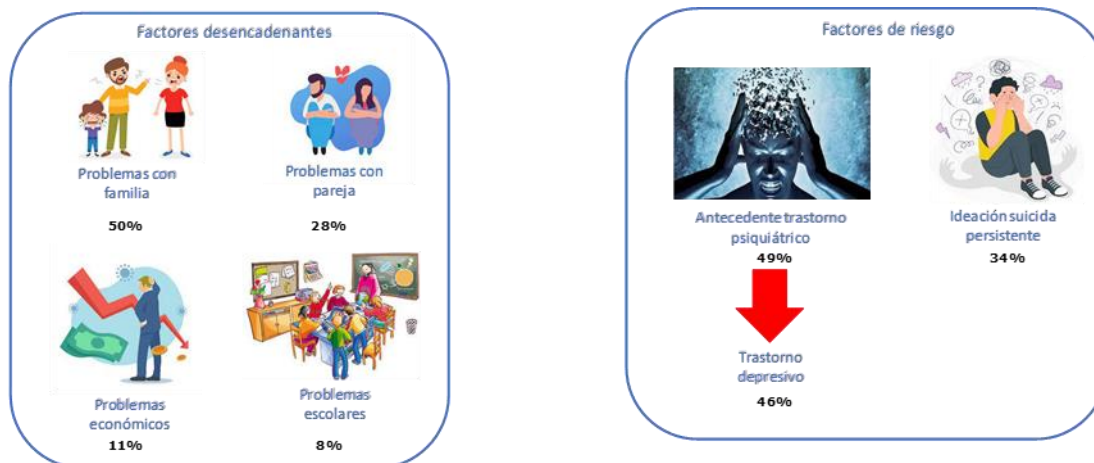 Factores desencadenantes
Problemas con
familia
50%
Problemas con
pareja
28%
Problemas
económicos
11%
Problemas
escolares
8%
Factores de riesgo
Antecedente trastorno
psiquiátrico
49%
Ideación suicida
persistente
34%
Trastorno
depresivo
46%